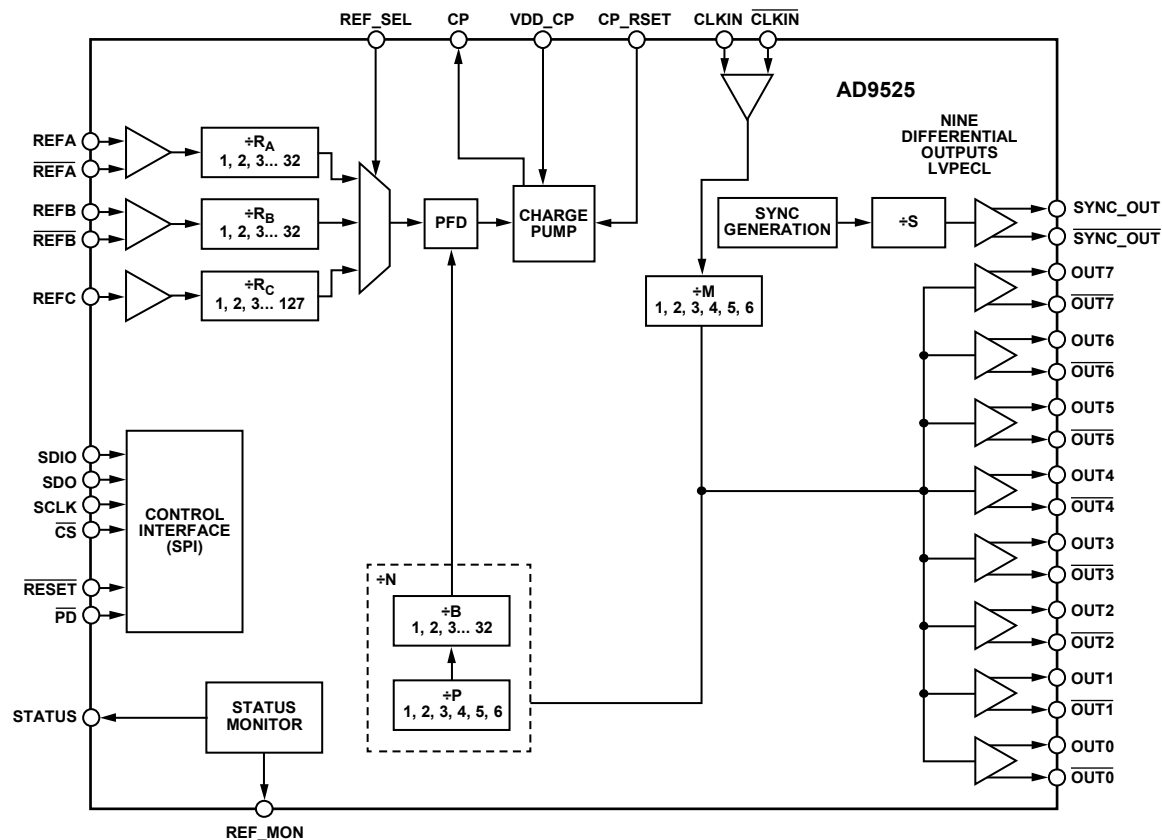 REF_SEL
CP
VDD_CP
CP_RSET
CLKIN
CLKIN
AD9525
NINE
DIFFERENTIAL
OUTPUTS
LVPECL
REFA
REFA
÷RA
1, 2, 3... 32
REFB
REFB
÷RB
1, 2, 3... 32
REFC
÷RC
1, 2, 3... 127
PFD
CHARGE
PUMP
SYNC
GENERATION
÷S
SYNC_OUT
SYNC_OUT
÷M
1, 2, 3, 4, 5, 6
OUT7
OUT7
OUT6
OUT6
OUT5
OUT5
OUT4
OUT4
OUT3
OUT3
OUT2
OUT2
OUT1
OUT1
OUT0
OUT0
SDIO
SDO
SCLK
CS
RESET
PD
CONTROL
INTERFACE
(SPI)
÷N
÷B
1, 2, 3... 32
÷P
1, 2, 3, 4, 5, 6
STATUS
STATUS
MONITOR
REF_MON